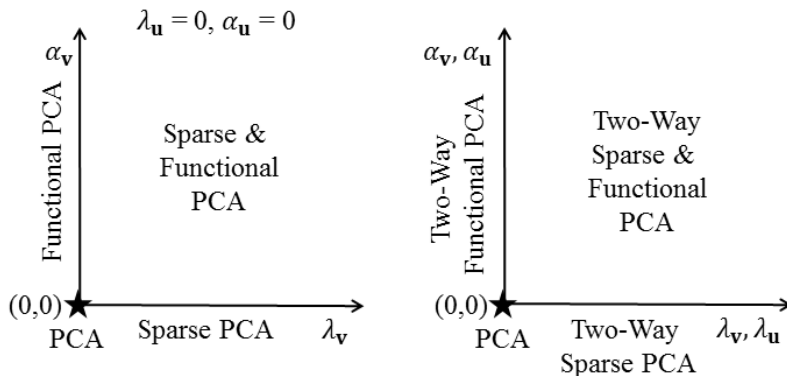 λᵤ = 0, αᵤ = 0
αᵥ
Functional PCA
Sparse &
Functional
PCA
(0,0)
PCA
Sparse PCA
λᵥ
αᵥ, αᵤ
Two-Way
Functional PCA
Two-Way
Sparse &
Functional
PCA
(0,0)
PCA
Two-Way
Sparse PCA
λᵥ, λᵤ